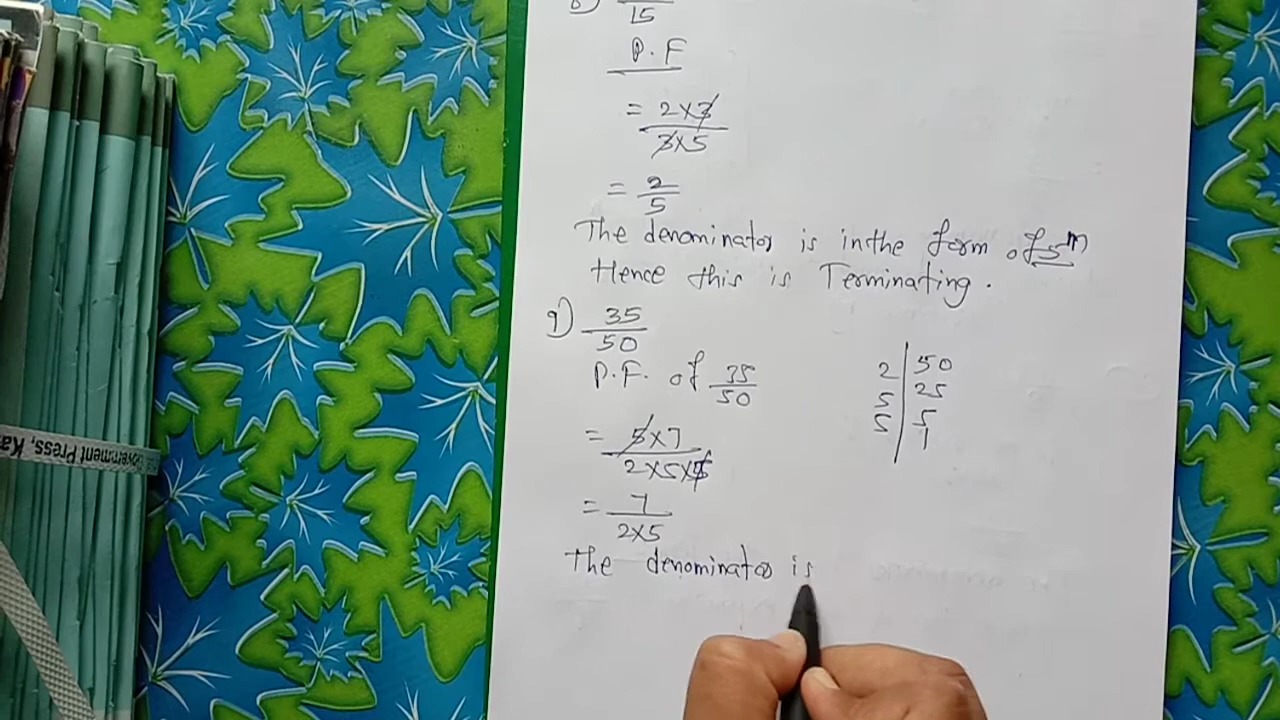 8)
15
P.F
= 2×3
3×5
= 2
5
The denominator is in the form of 5^m
Hence this is Terminating.
9) 35
50
P.F. of 35
50
= 5×7
2×5×5
= 7
2×5
The denominator is
2 | 50
5 | 25
5 | 5
1
overnment Press, Ka